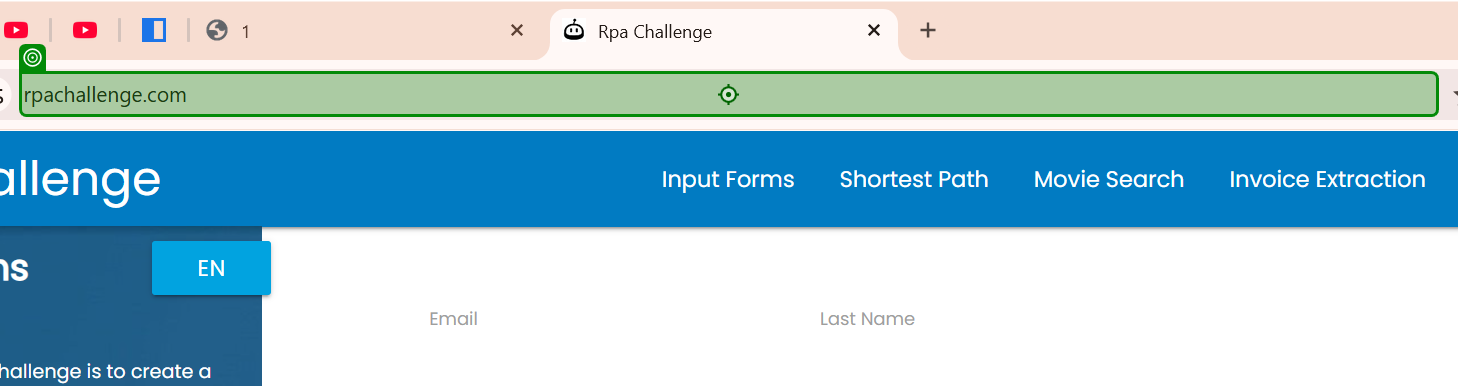 1
Rpa Challenge
rpachallenge.com
allenge
Input Forms
Shortest Path
Movie Search
Invoice Extraction
ns
EN
Email
Last Name
hallenge is to create a